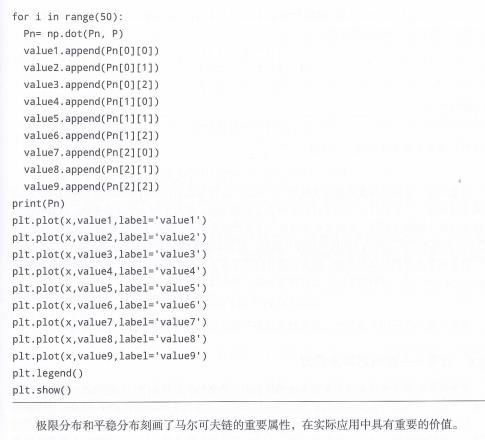 for i in range(50):
  Pn= np.dot(Pn, P)
  value1.append(Pn[0][0])
  value2.append(Pn[0][1])
  value3.append(Pn[0][2])
  value4.append(Pn[1][0])
  value5.append(Pn[1][1])
  value6.append(Pn[1][2])
  value7.append(Pn[2][0])
  value8.append(Pn[2][1])
  value9.append(Pn[2][2])
print(Pn)
plt.plot(x,value1,label='value1')
plt.plot(x,value2,label='value2')
plt.plot(x,value3,label='value3')
plt.plot(x,value4,label='value4')
plt.plot(x,value5,label='value5')
plt.plot(x,value6,label='value6')
plt.plot(x,value7,label='value7')
plt.plot(x,value8,label='value8')
plt.plot(x,value9,label='value9')
plt.legend()
plt.show()
极限分布和平稳分布刻画了马尔可夫链的重要属性，在实际应用中具有重要的价值。